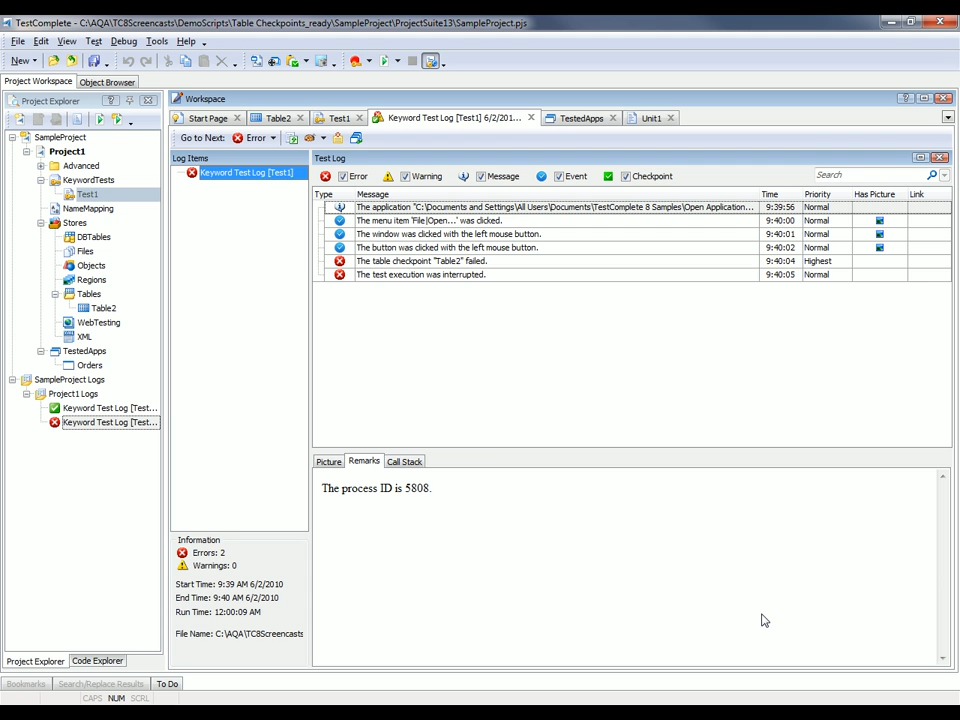 TestComplete - C:\AQA\TC8Screencasts\DemoScripts\Table Checkpoints_ready\SampleProject\ProjectSuite13\SampleProject.pjs
File Edit View Test Debug Tools Help
New
Project Workspace Object Browser
Project Explorer
SampleProject
Project1
Advanced
KeywordTests
Test1
NameMapping
Stores
DBTables
Files
Objects
Regions
Tables
Table2
WebTesting
XML
TestedApps
Orders
SampleProject Logs
Project1 Logs
Keyword Test Log [Test...
Keyword Test Log [Test...
Project Explorer Code Explorer
Workspace
Start Page Table2 Test1 Keyword Test Log [Test1] 6/2/201... TestedApps Unit1
Go to Next: Error
Log Items
Keyword Test Log [Test1]
Information
Errors: 2
Warnings: 0
Start Time: 9:39 AM 6/2/2010
End Time: 9:40 AM 6/2/2010
Run Time: 12:00:09 AM
File Name: C:\AQA\TC8Screencasts
Test Log
Error Warning Message Event Checkpoint Search
Type Message Time Priority Has Picture Link
The application "C:\Documents and Settings\All Users\Documents\TestComplete 8 Samples\Open Application... 9:39:56 Normal
The menu item 'File|Open...' was clicked. 9:40:00 Normal
The window was clicked with the left mouse button. 9:40:01 Normal
The button was clicked with the left mouse button. 9:40:02 Normal
The table checkpoint "Table2" failed. 9:40:04 Highest
The test execution was interrupted. 9:40:05 Normal
Picture Remarks Call Stack
The process ID is 5808.
Bookmarks Search/Replace Results To Do
CAPS NUM SCRL